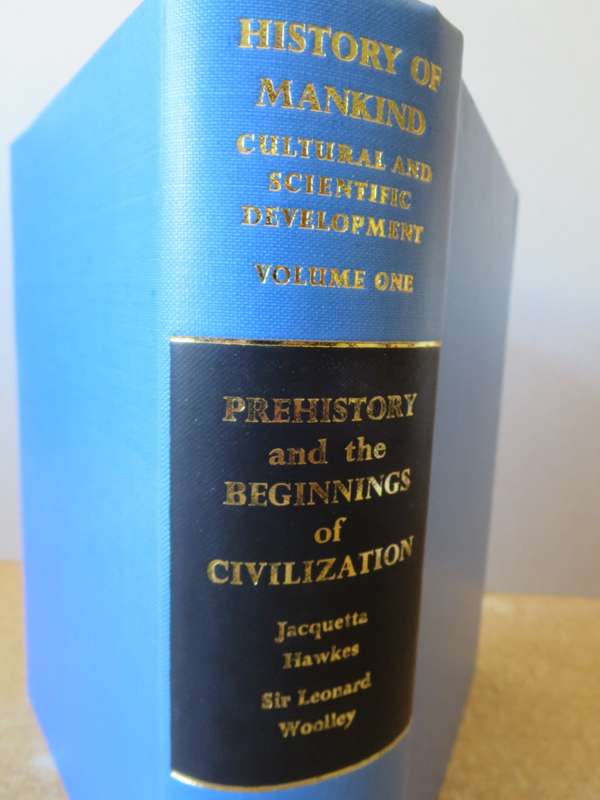 HISTORY OF
MANKIND
CULTURAL AND
SCIENTIFIC
DEVELOPMENT
VOLUME ONE
PREHISTORY
and the
BEGINNINGS
of
CIVILIZATION
Jacquetta
Hawkes
Sir Leonard
Woolley